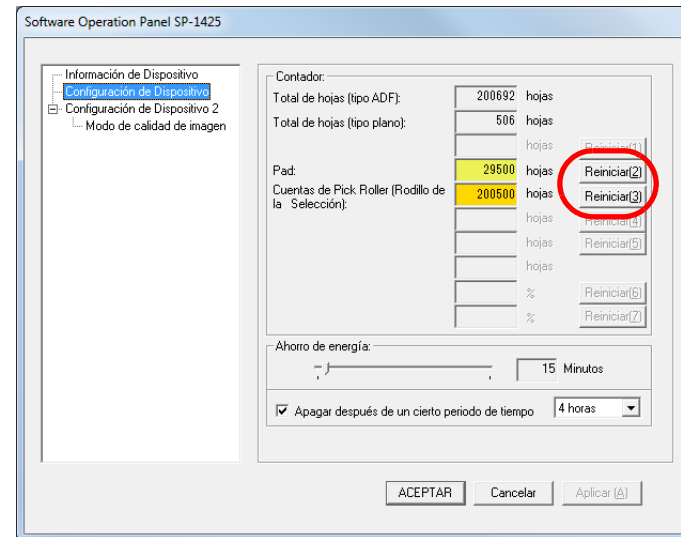 Software Operation Panel SP-1425
Información de Dispositivo
Configuración de Dispositivo
Configuración de Dispositivo 2
Modo de calidad de imagen
Contador:
Total de hojas (tipo ADF): 200692 hojas
Total de hojas (tipo plano): 506 hojas
hojas Reiniciar(1)
Pad: 29500 hojas Reiniciar(2)
Cuentas de Pick Roller (Rodillo de 200500 hojas Reiniciar(3)
la Selección):
hojas Reiniciar(4)
hojas Reiniciar(5)
hojas
% Reiniciar(6)
% Reiniciar(7)
Ahorro de energía:
15 Minutos
Apagar después de un cierto periodo de tiempo 4 horas
ACEPTAR Cancelar Aplicar (A)